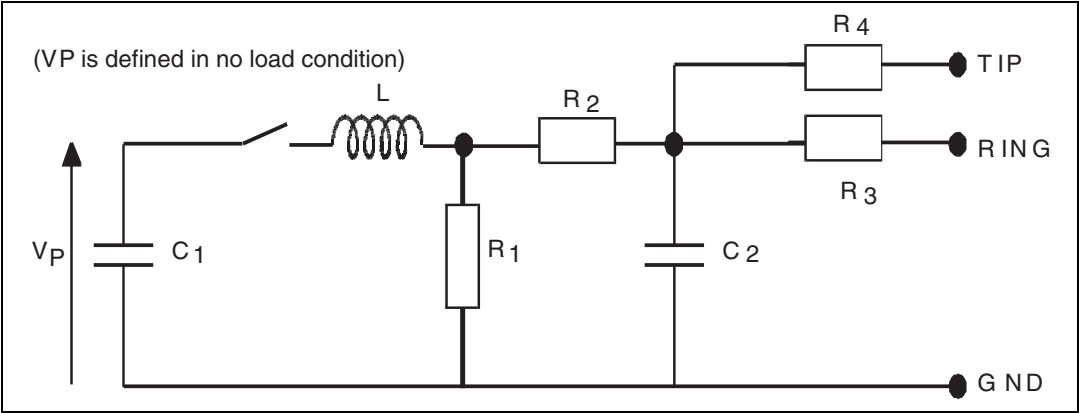 R4
(VP is defined in no load condition)
TIP
L
R2
RING
R3
VP
C1
R1
C2
GND